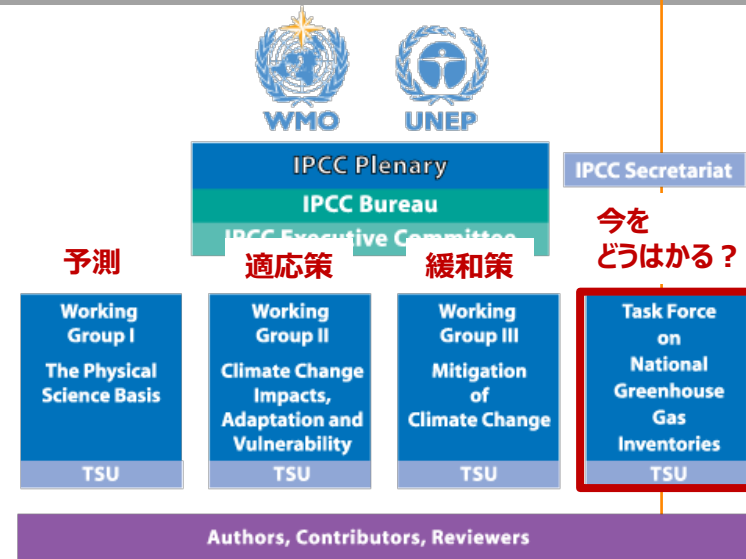 WMO
UNEP
IPCC Plenary
IPCC Secretariat
IPCC Bureau
IPCC Executive Committee
今を
どうはかる？
予測
適応策
緩和策
Working
Group I
The Physical
Science Basis
TSU
Working
Group II
Climate Change
Impacts,
Adaptation and
Vulnerability
TSU
Working
Group III
Mitigation
of
Climate Change
TSU
Task Force
on
National
Greenhouse
Gas
Inventories
TSU
Authors, Contributors, Reviewers